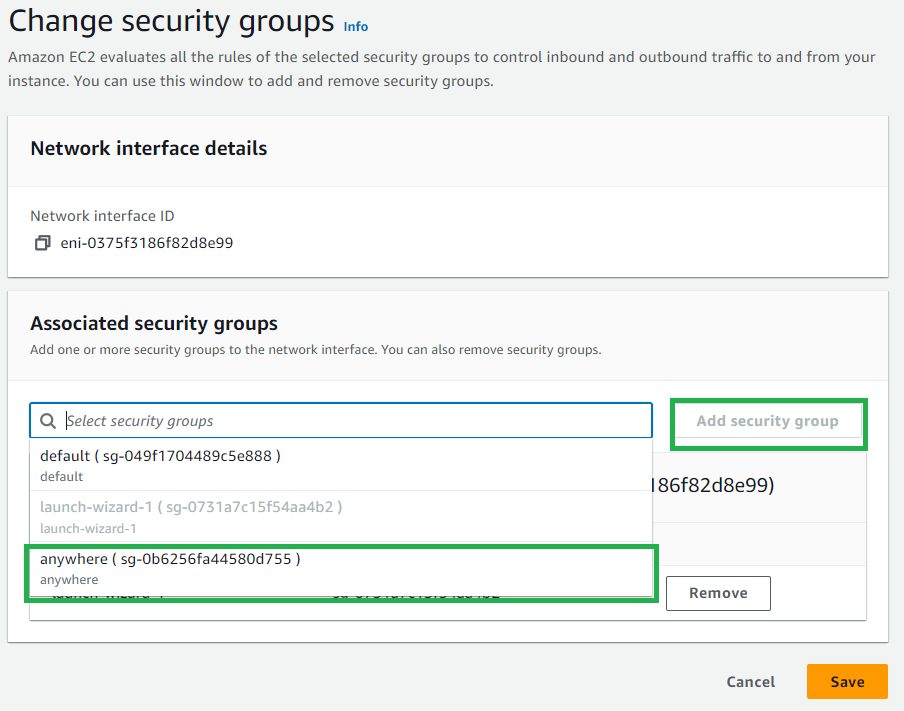 Change security groups Info
Amazon EC2 evaluates all the rules of the selected security groups to control inbound and outbound traffic to and from your
instance. You can use this window to add and remove security groups.
Network interface details
Network interface ID
eni-0375f3186f82d8e99
Associated security groups
Add one or more security groups to the network interface. You can also remove security groups.
Select security groups
Add security group
default ( sg-049f1704489c5e888 )
default
186f82d8e99)
launch-wizard-1 ( sg-0731a7c15f54aa4b2 )
launch-wizard-1
anywhere ( sg-0b6256fa44580d755 )
anywhere
Remove
Cancel
Save